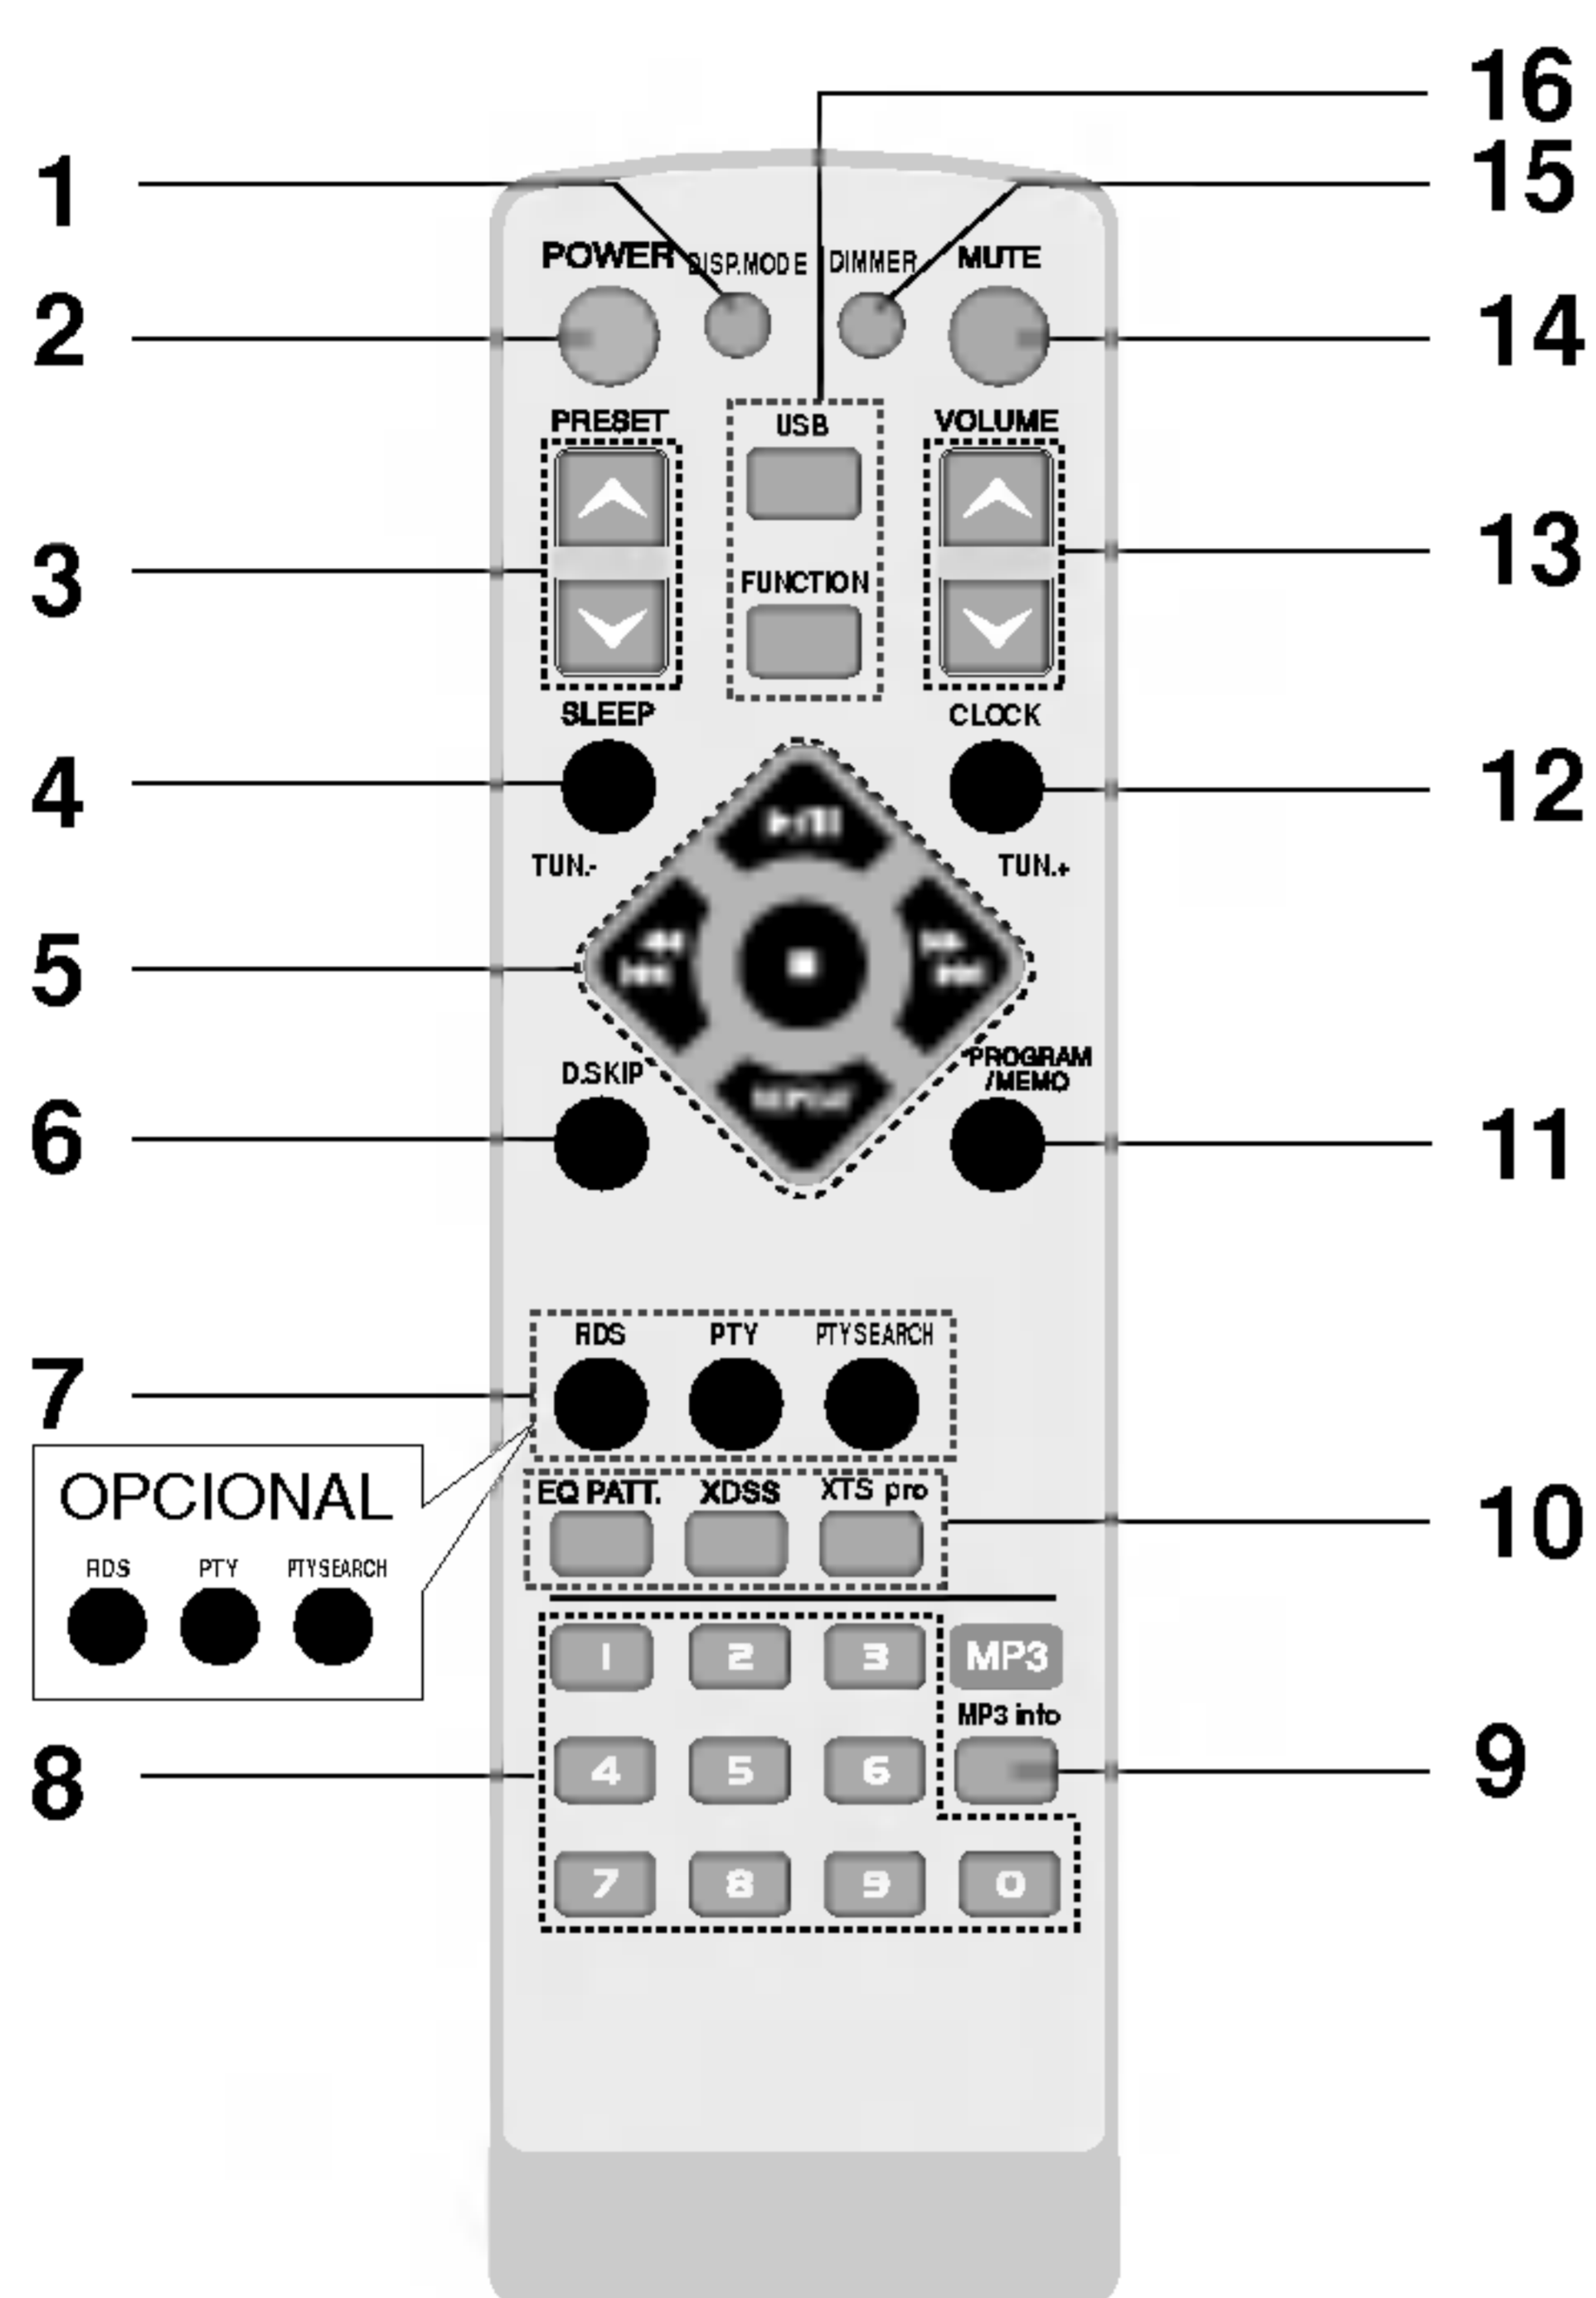 16
1
15
POWER DISP.MODE DIMMER MUTE
2
14
PRESET USB VOLUME
3
13
FUNCTION
SLEEP CLOCK
4
12
TUN.- TUN.+
5
D.SKIP PROGRAM
/MEMO
6
11
RDS PTY PTY SEARCH
7
OPCIONAL
RDS PTY PTY SEARCH
EQ PATT. XDSS XTS pro
10
1 2 3 MP3
MP3 info
8
4 5 6
9
7 8 9 0